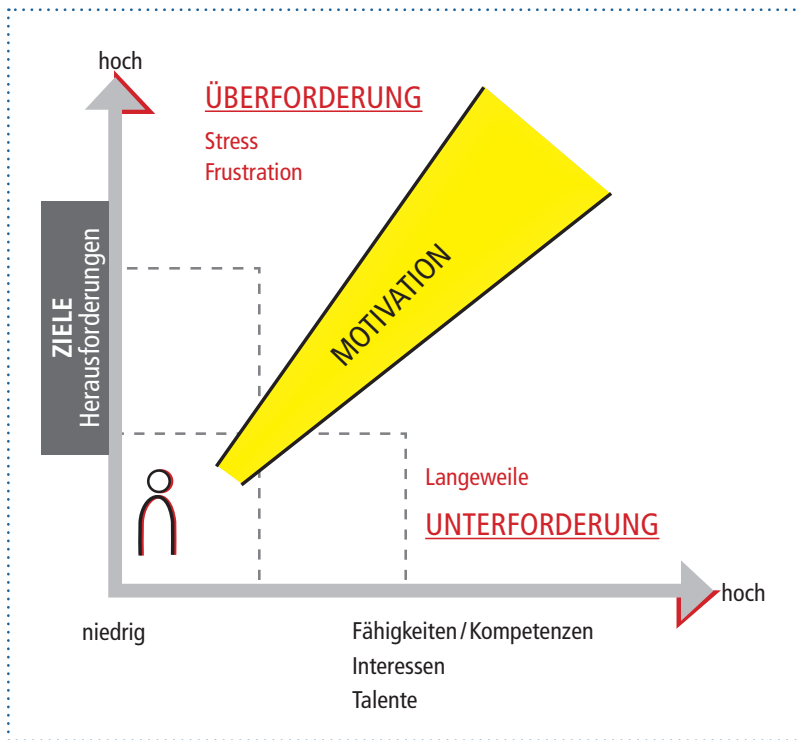 hoch
ÜBERFORDERUNG
Stress
Frustration
ZIELE
Herausforderungen
MOTIVATION
Langeweile
UNTERFORDERUNG
hoch
niedrig
Fähigkeiten / Kompetenzen
Interessen
Talente